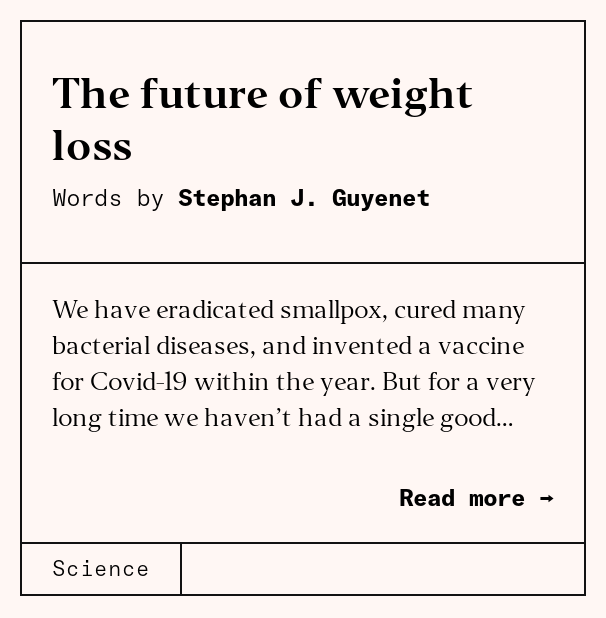 The future of weight
loss
Words by Stephan J. Guyenet
We have eradicated smallpox, cured many
bacterial diseases, and invented a vaccine
for Covid-19 within the year. But for a very
long time we haven’t had a single good...
Read more →
Science